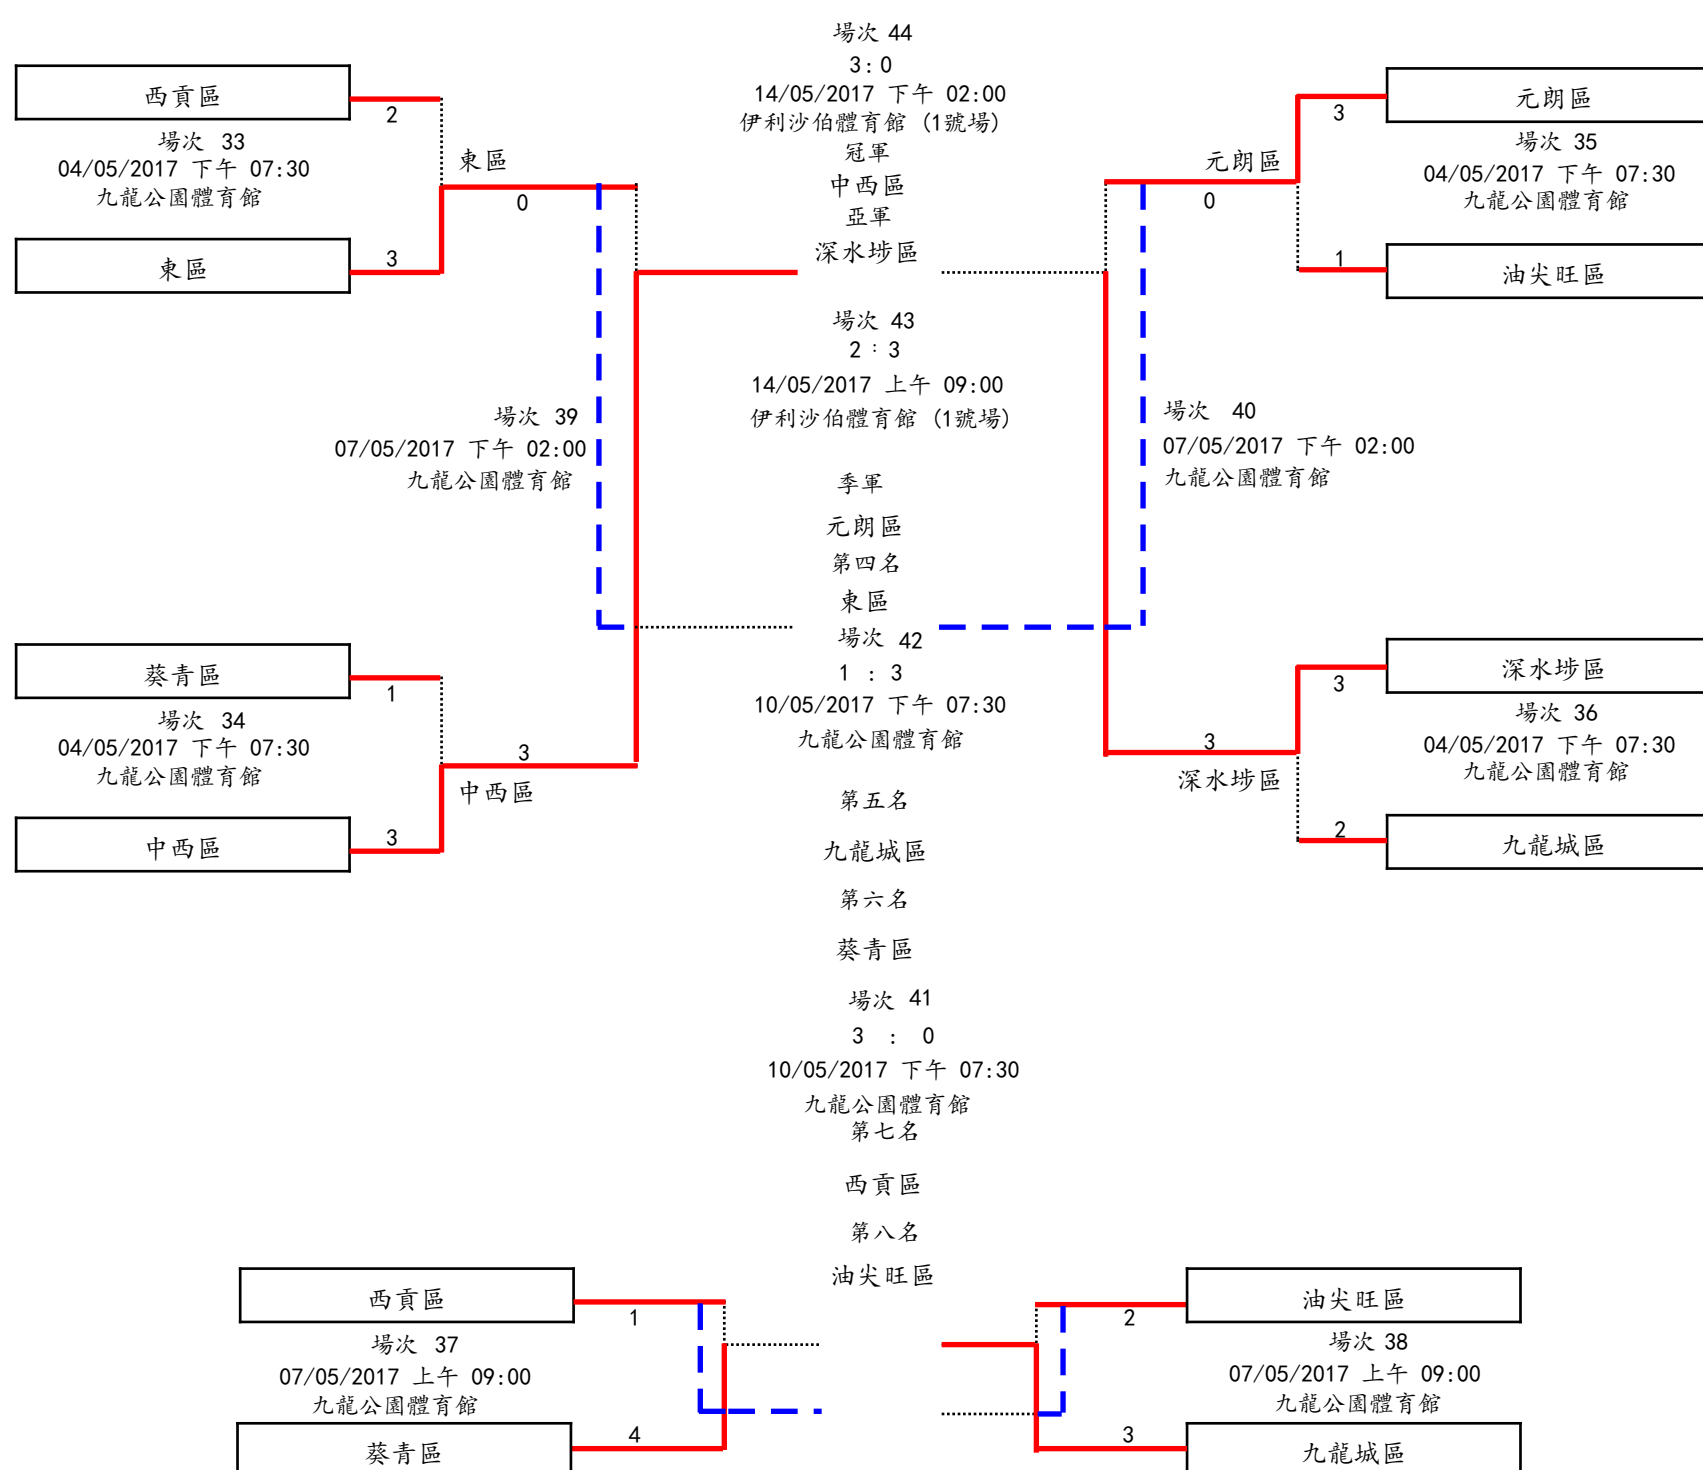 場次 44
3:0
14/05/2017 下午 02:00
伊利沙伯體育館 (1號場)
冠軍
中西區
亞軍
深水埗區
西貢區
2
場次 33
04/05/2017 下午 07:30
九龍公園體育館
東區
3
東區
0
元朗區
3
場次 35
04/05/2017 下午 07:30
九龍公園體育館
油尖旺區
1
元朗區
0
場次 43
2 : 3
14/05/2017 上午 09:00
伊利沙伯體育館 (1號場)
場次 39
07/05/2017 下午 02:00
九龍公園體育館
場次 40
07/05/2017 下午 02:00
九龍公園體育館
季軍
元朗區
第四名
東區
場次 42
1 : 3
10/05/2017 下午 07:30
九龍公園體育館
葵青區
1
場次 34
04/05/2017 下午 07:30
九龍公園體育館
中西區
3
3
中西區
深水埗區
3
場次 36
04/05/2017 下午 07:30
九龍公園體育館
九龍城區
2
3
深水埗區
第五名
九龍城區
第六名
葵青區
場次 41
3 : 0
10/05/2017 下午 07:30
九龍公園體育館
第七名
西貢區
第八名
油尖旺區
西貢區
1
場次 37
07/05/2017 上午 09:00
九龍公園體育館
葵青區
4
油尖旺區
2
場次 38
07/05/2017 上午 09:00
九龍公園體育館
九龍城區
3